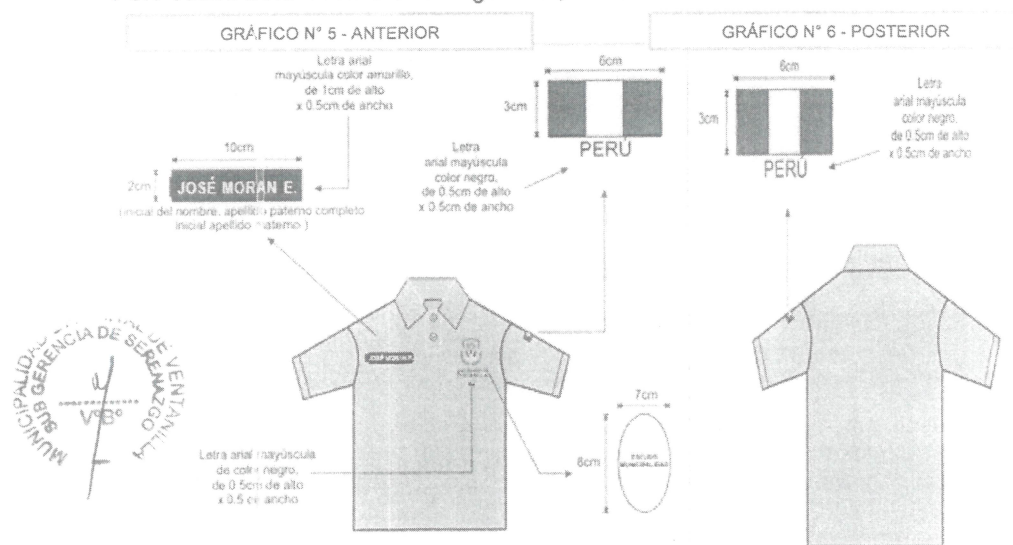 GRÁFICO N° 5 - ANTERIOR
GRÁFICO N° 6 - POSTERIOR
Letra arial
mayúscula color amarillo,
de 1cm de alto
x 0.5cm de ancho
10cm
2cm
JOSÉ MORAN E.
(inicial del nombre, apellido paterno completo
inicial apellido materno )
6cm
3cm
PERÚ
Letra
arial mayúscula
color negro,
de 0.5cm de alto
x 0.5cm de ancho
6cm
3cm
PERÚ
Letra
arial mayúscula
color negro,
de 0.5cm de alto
x 0.5cm de ancho
MUNICIPALIDAD DE VENTANILLA
SUB GERENCIA DE SERENAZGO
V°B°
Letra arial mayúscula
de color negro,
de 0.5cm de alto
x 0.5 de ancho
7cm
8cm
ESCUDO
MUNICIPALIDAD